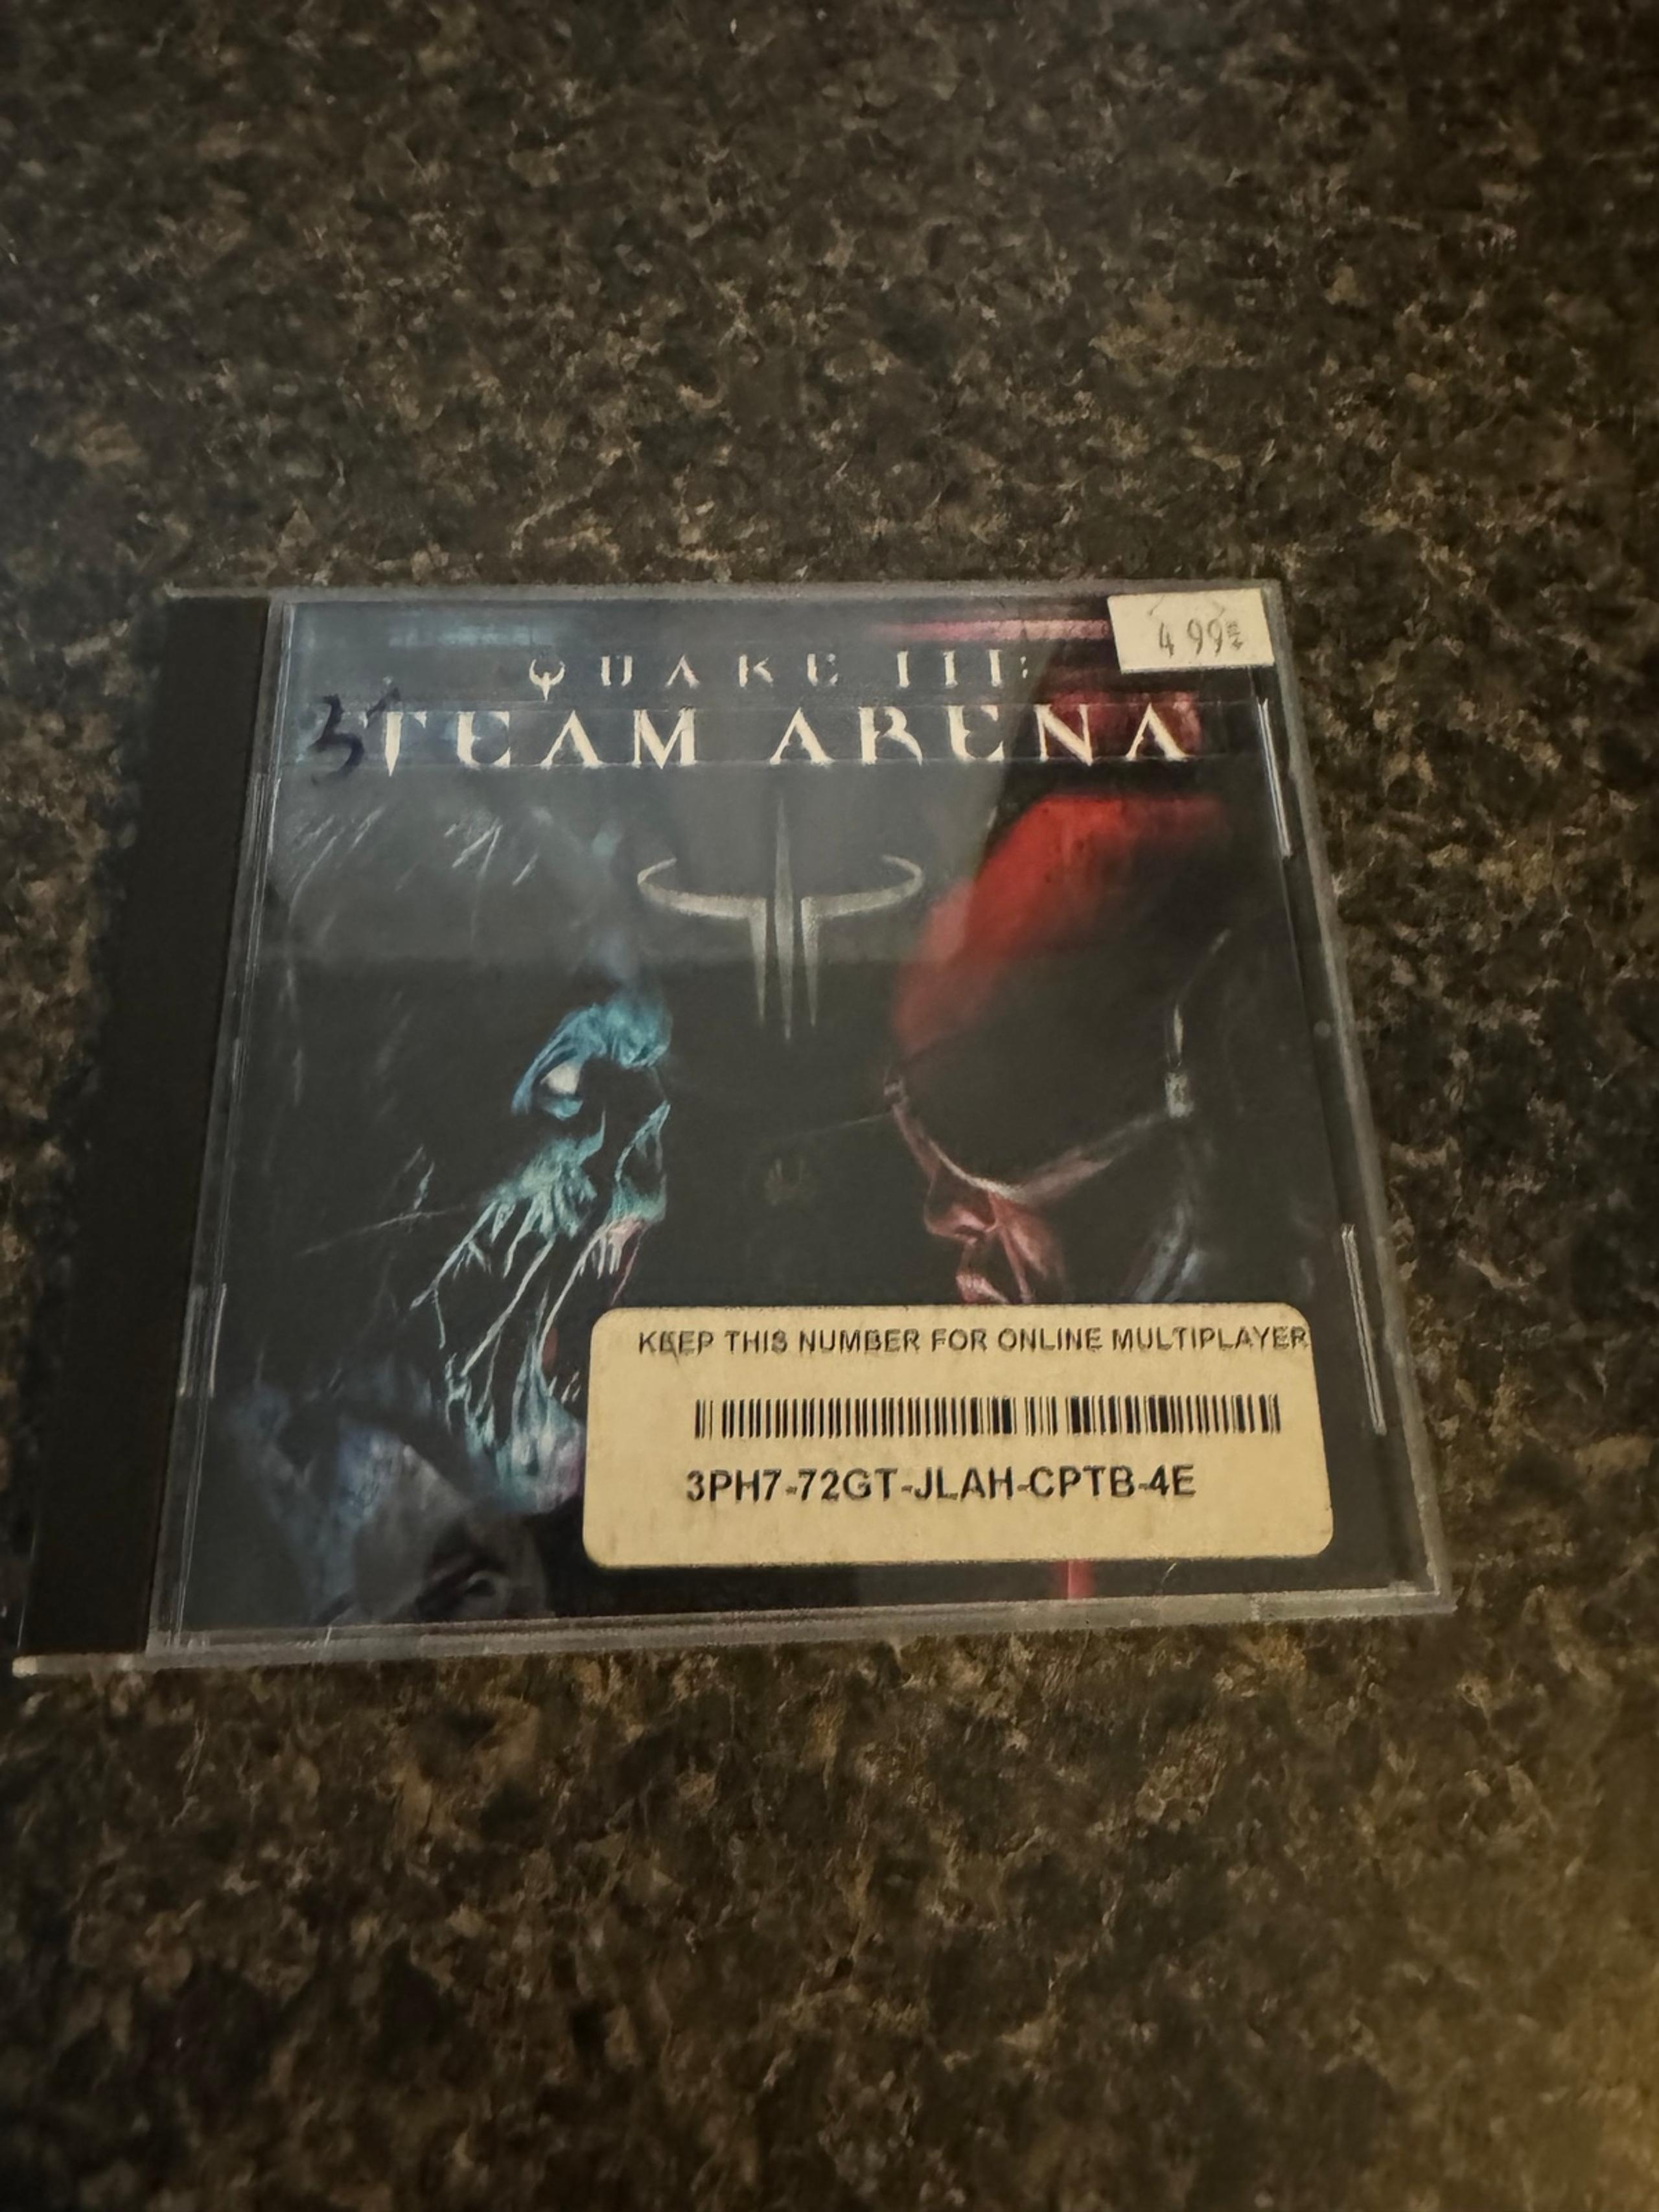 4 99
QUAKE III:
TEAM ARENA
KEEP THIS NUMBER FOR ONLINE MULTIPLAYER
3PH7-72GT-JLAH-CPTB-4E